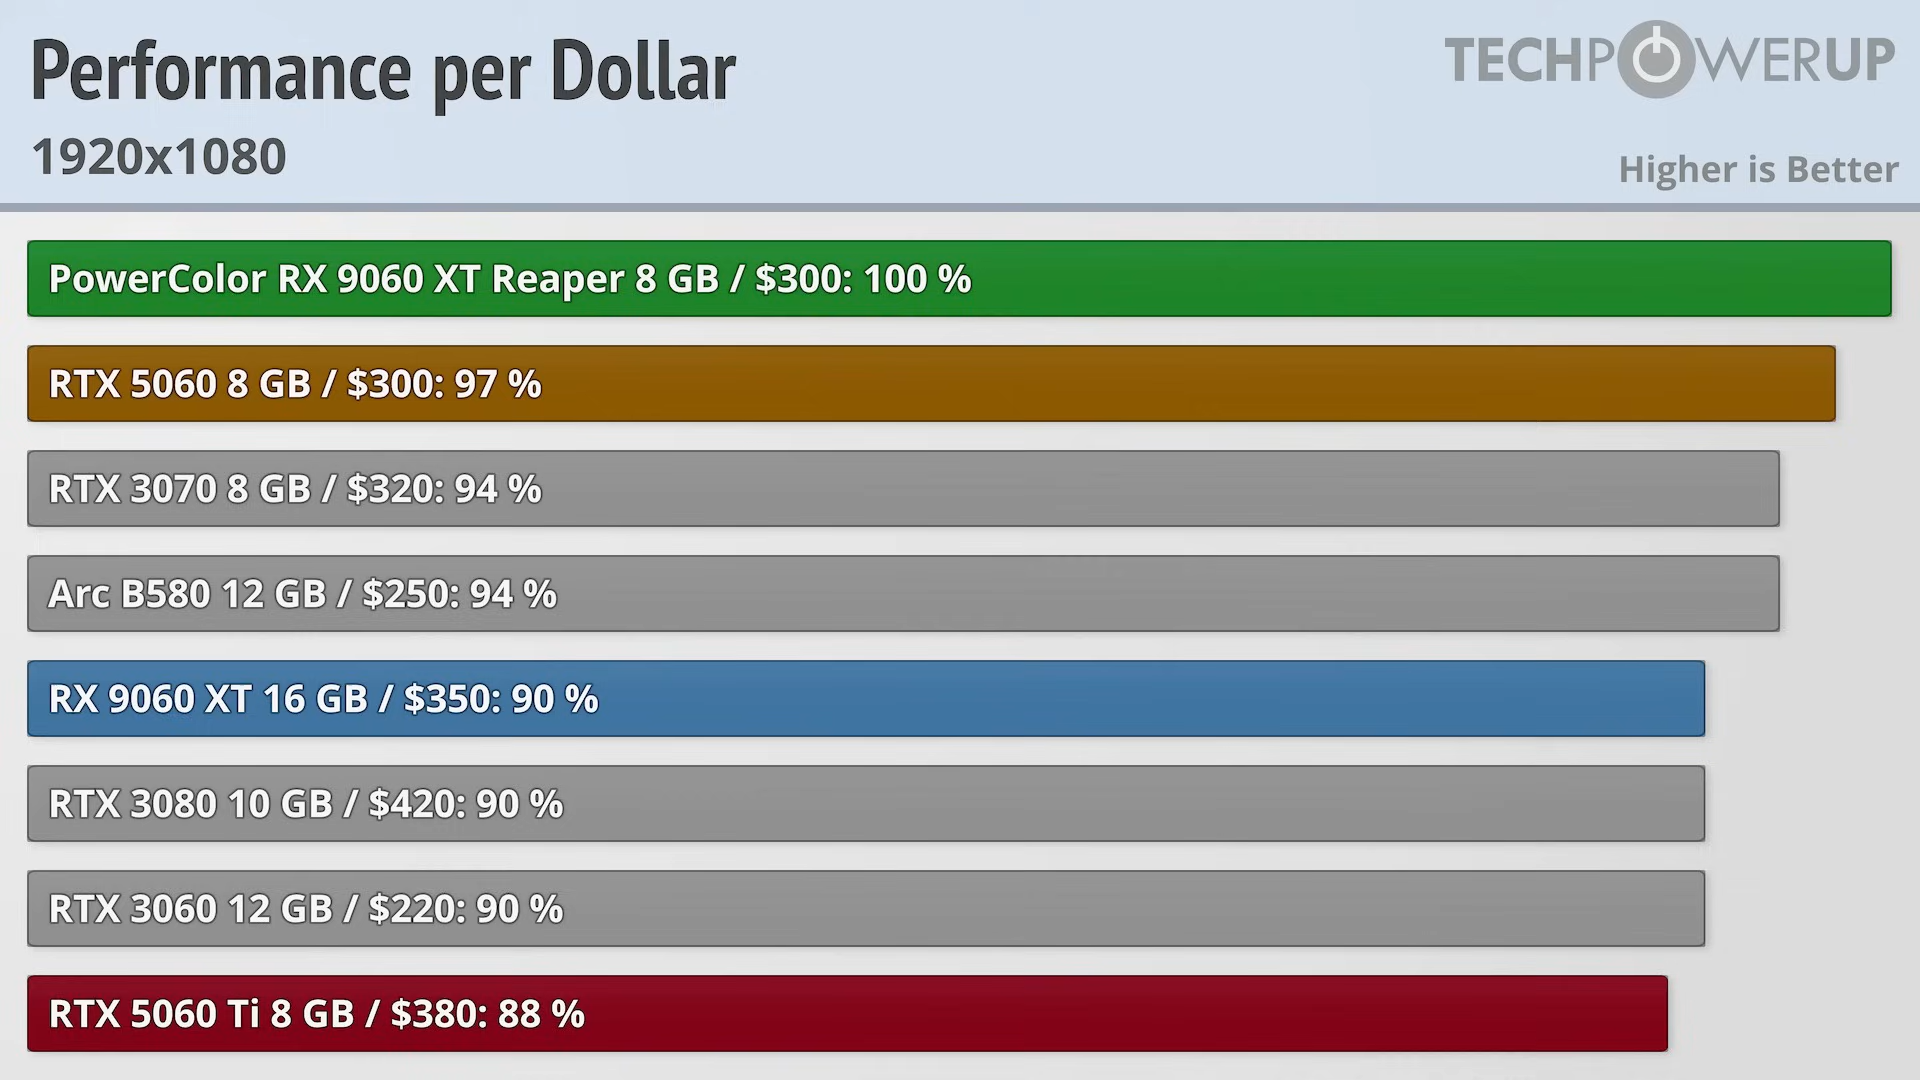 Performance per Dollar
TECHPOWERUP
1920x1080
Higher is Better
PowerColor RX 9060 XT Reaper 8 GB / $300: 100 %
RTX 5060 8 GB / $300: 97 %
RTX 3070 8 GB / $320: 94 %
Arc B580 12 GB / $250: 94 %
RX 9060 XT 16 GB / $350: 90 %
RTX 3080 10 GB / $420: 90 %
RTX 3060 12 GB / $220: 90 %
RTX 5060 Ti 8 GB / $380: 88 %